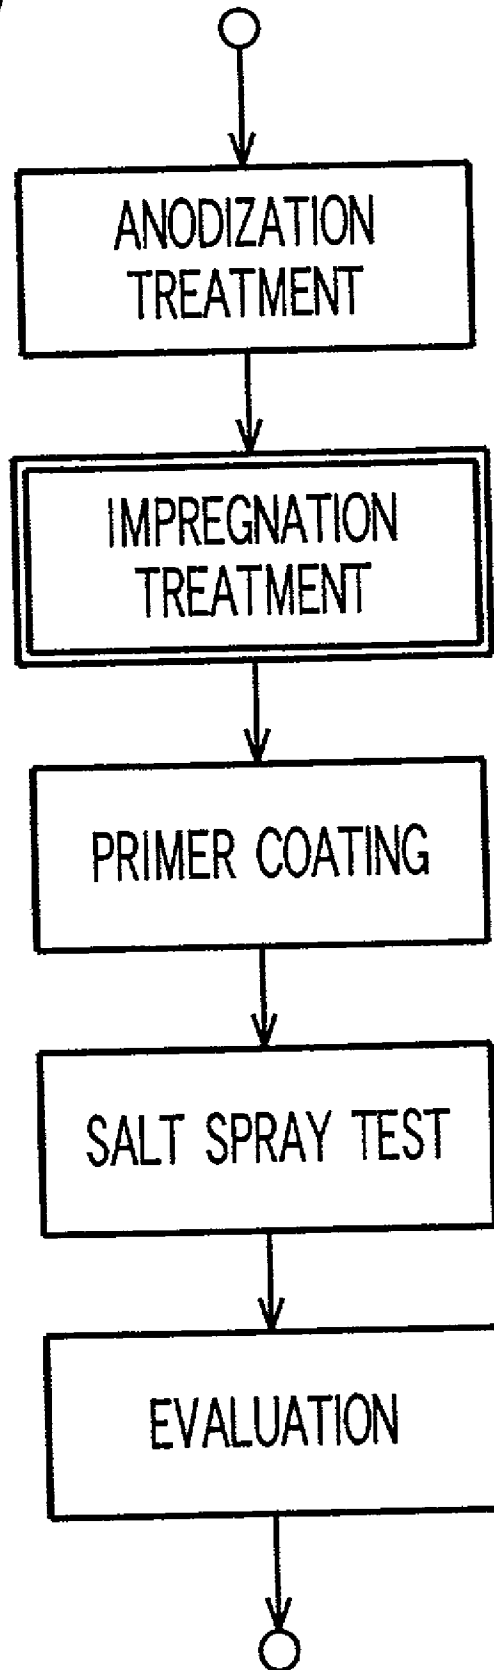 ANODIZATION
TREATMENT
IMPREGNATION
TREATMENT
PRIMER COATING
SALT SPRAY TEST
EVALUATION